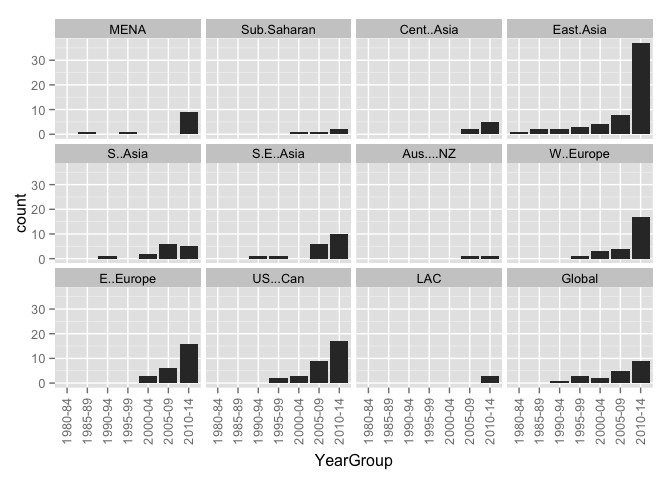 MENA Sub.Saharan Cent..Asia East.Asia
30
20
10
0
S..Asia S.E..Asia Aus....NZ W..Europe
30
20
10
0
count
E..Europe US...Can LAC Global
30
20
10
0
1980-84 1985-89 1990-94 1995-99 2000-04 2005-09 2010-14 1980-84 1985-89 1990-94 1995-99 2000-04 2005-09 2010-14 1980-84 1985-89 1990-94 1995-99 2000-04 2005-09 2010-14 1980-84 1985-89 1990-94 1995-99 2000-04 2005-09 2010-14
YearGroup